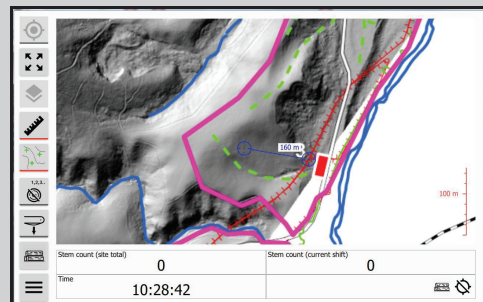 160 m
100 m
1,2,3..
Stem count (site total)
0
Stem count (current shift)
0
Time
10:28:42